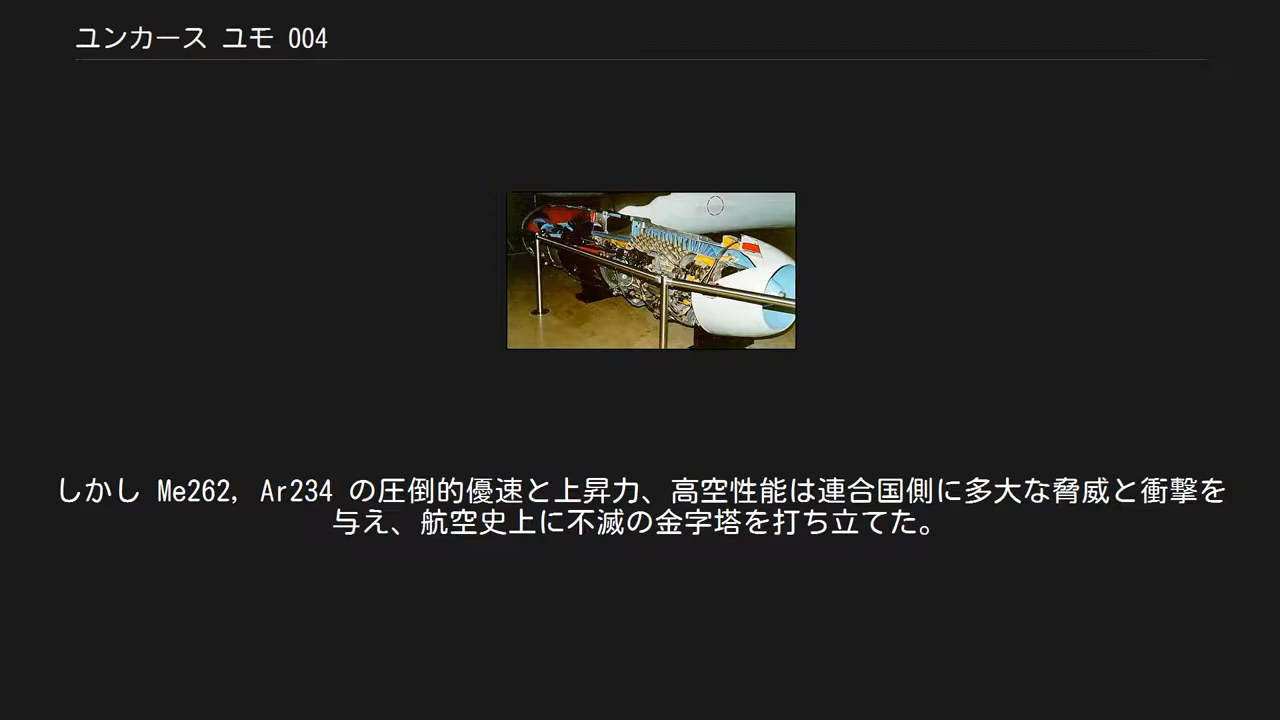 ユンカース ユモ 004
しかし Me262, Ar234 の圧倒的優速と上昇力、高空性能は連合国側に多大な脅威と衝撃を
与え、航空史上に不滅の金字塔を打ち立てた。